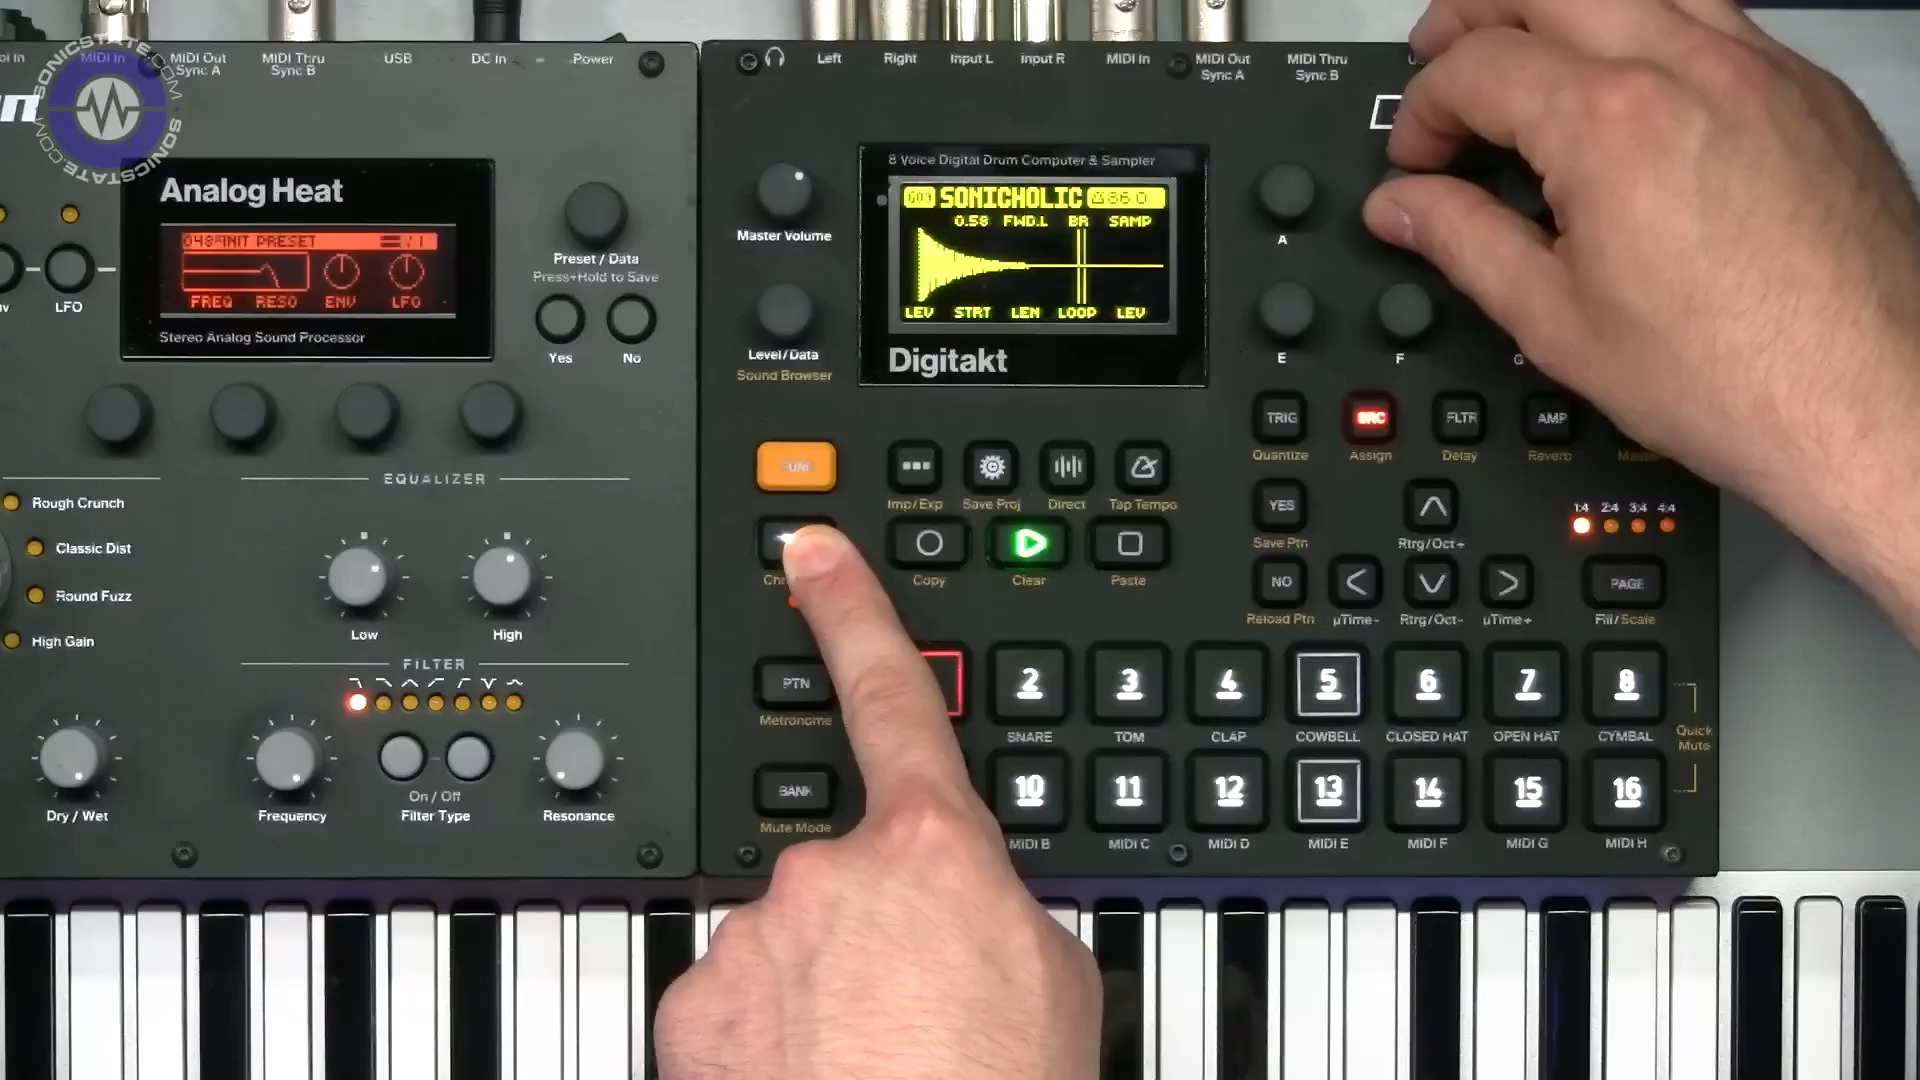 SONICSTATE.COM SONICSTATE.COM
MIDI In
MIDI Out
Sync A
MIDI Thru
Sync B
USB
DC In
Power
Analog Heat
INIT PRESET
FREQ RESO ENV LFO
Stereo Analog Sound Processor
Preset / Data
Press+Hold to Save
Yes
No
LFO
EQUALIZER
Rough Crunch
Classic Dist
Round Fuzz
High Gain
Low
High
FILTER
Dry / Wet
Frequency
On / Off
Filter Type
Resonance
Left
Right
Input L
Input R
MIDI In
MIDI Out
Sync A
MIDI Thru
Sync B
8 Voice Digital Drum Computer & Sampler
SONICHOLIC
0.58 FWD.L BR SAMP
LEV STRT LEN LOOP LEV
Digitakt
Master Volume
Level/Data
Sound Browser
A
E
F
FUNC
Imp/Exp
Save Proj
Direct
Tap Tempo
Copy
Clear
Paste
TRIG
SRC
FLTR
AMP
Quantize
Assign
Delay
Reverb
YES
Save Ptn
Rtrg/Oct+
1:4 2:4 3:4 4:4
NO
PAGE
Reload Ptn
µTime-
Rtrg/Oct-
µTime+
Fill/Scale
PTN
Metronome
BANK
Mute Mode
2 3 4 5 6 7 8
SNARE TOM CLAP COWBELL CLOSED HAT OPEN HAT CYMBAL
Quick
Mute
10 11 12 13 14 15 16
MIDI B MIDI C MIDI D MIDI E MIDI F MIDI G MIDI H